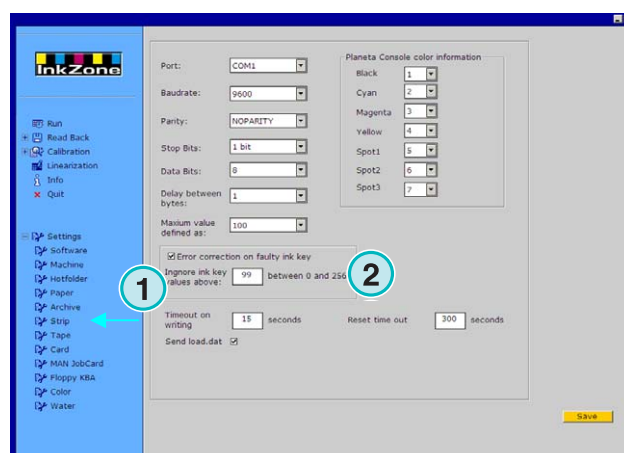 InkZone
Run
Read Back
Calibration
Linearization
Info
Quit
Settings
Software
Machine
Hotfolder
Paper
Archive
Strip
Tape
Card
MAN JobCard
Floppy KBA
Color
Water
1
Port: COM1
Baudrate: 9600
Parity: NOPARITY
Stop Bits: 1 bit
Data Bits: 8
Delay between
bytes: 1
Maxium value
defined as: 100
Planeta Console color information
Black 1
Cyan 2
Magenta 3
Yellow 4
Spot1 5
Spot2 6
Spot3 7
Error correction on faulty ink key
Ingnore ink key
values above: 99 between 0 and 256
2
Timeout on
writing 15 seconds
Reset time out 300 seconds
Send load.dat
Save